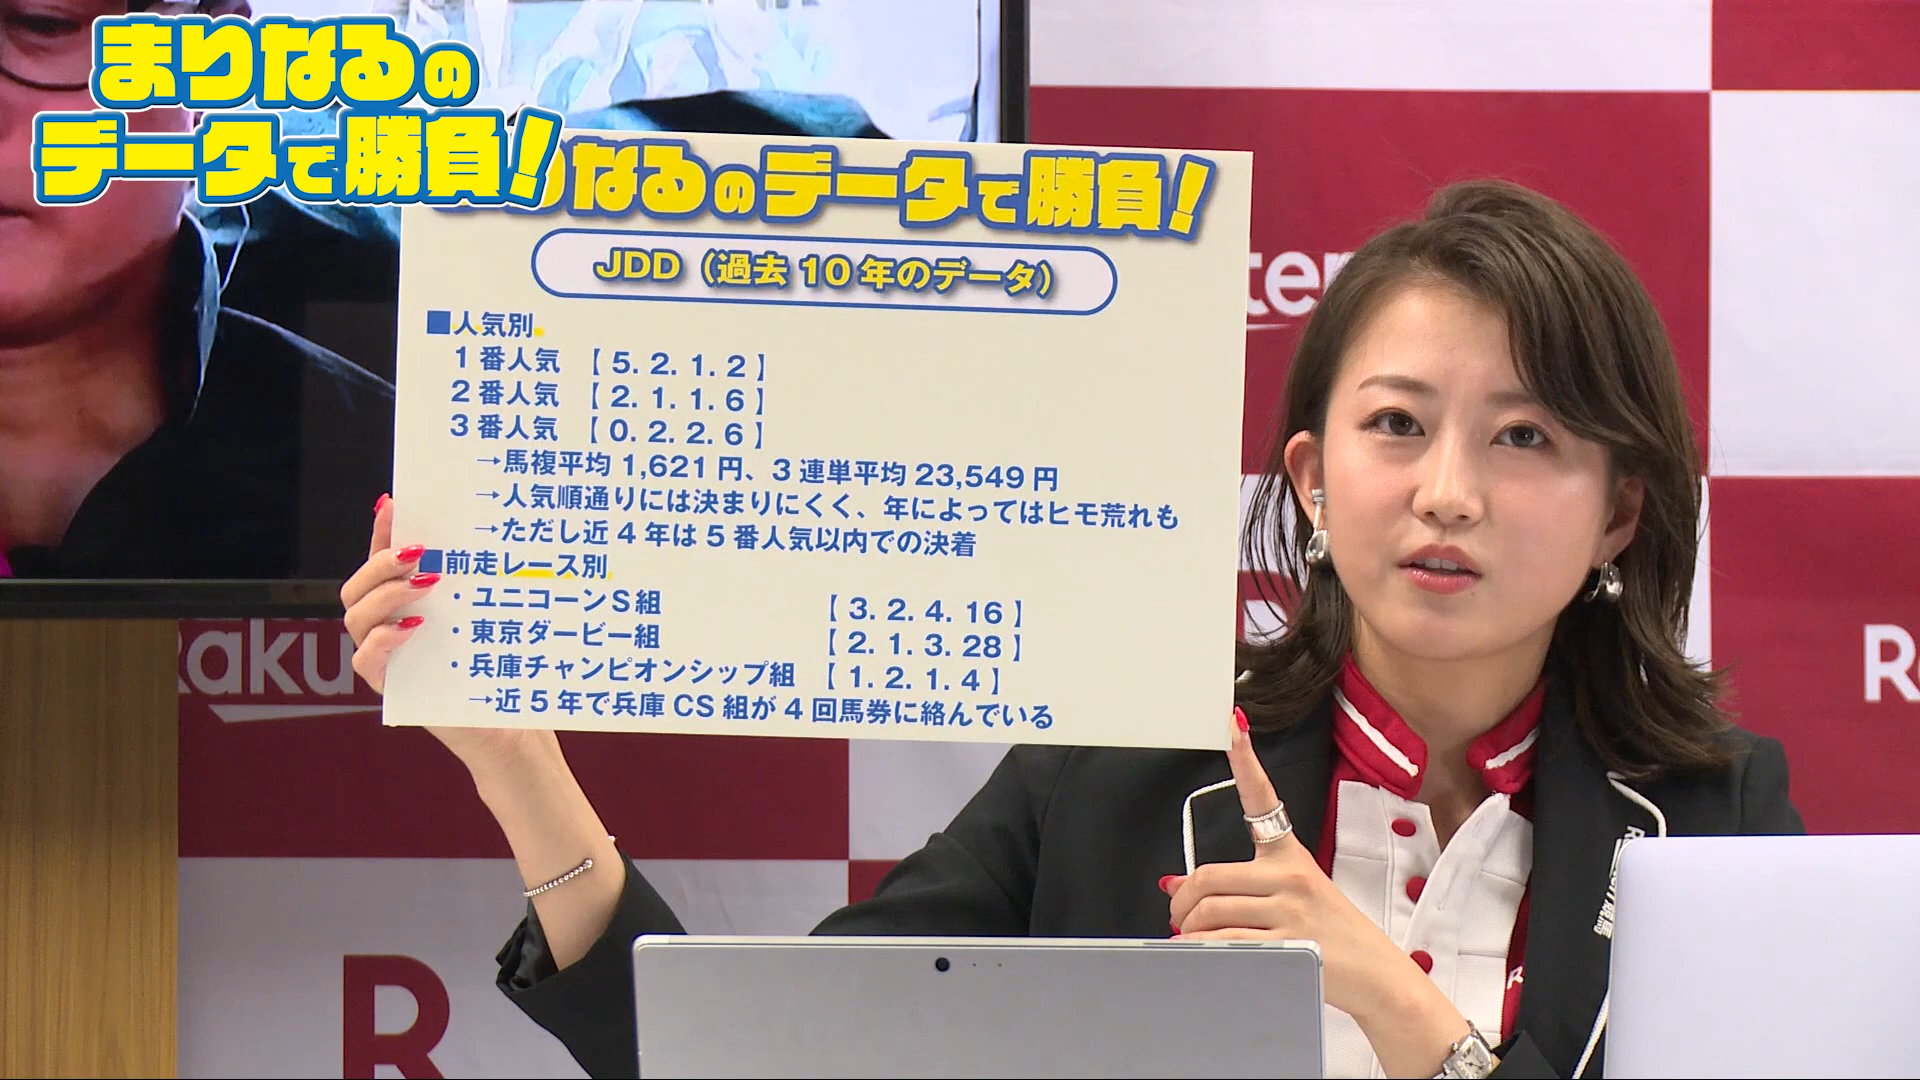 まりなるの
データで勝負!
りなるのデータで勝負!
JDD（過去10年のデータ）
■人気別
1番人気 【5. 2. 1. 2】
2番人気 【2. 1. 1. 6】
3番人気 【0. 2. 2. 6】
→馬複平均1,621円、3連単平均23,549円
→人気順通りには決まりにくく、年によってはヒモ荒れも
→ただし近4年は5番人気以内での決着
■前走レース別
・ユニコーンS組 【3. 2. 4. 16】
・東京ダービー組 【2. 1. 3. 28】
・兵庫チャンピオンシップ組 【1. 2. 1. 4】
→近5年で兵庫CS組が4回馬券に絡んでいる
Raku
ten
R
R